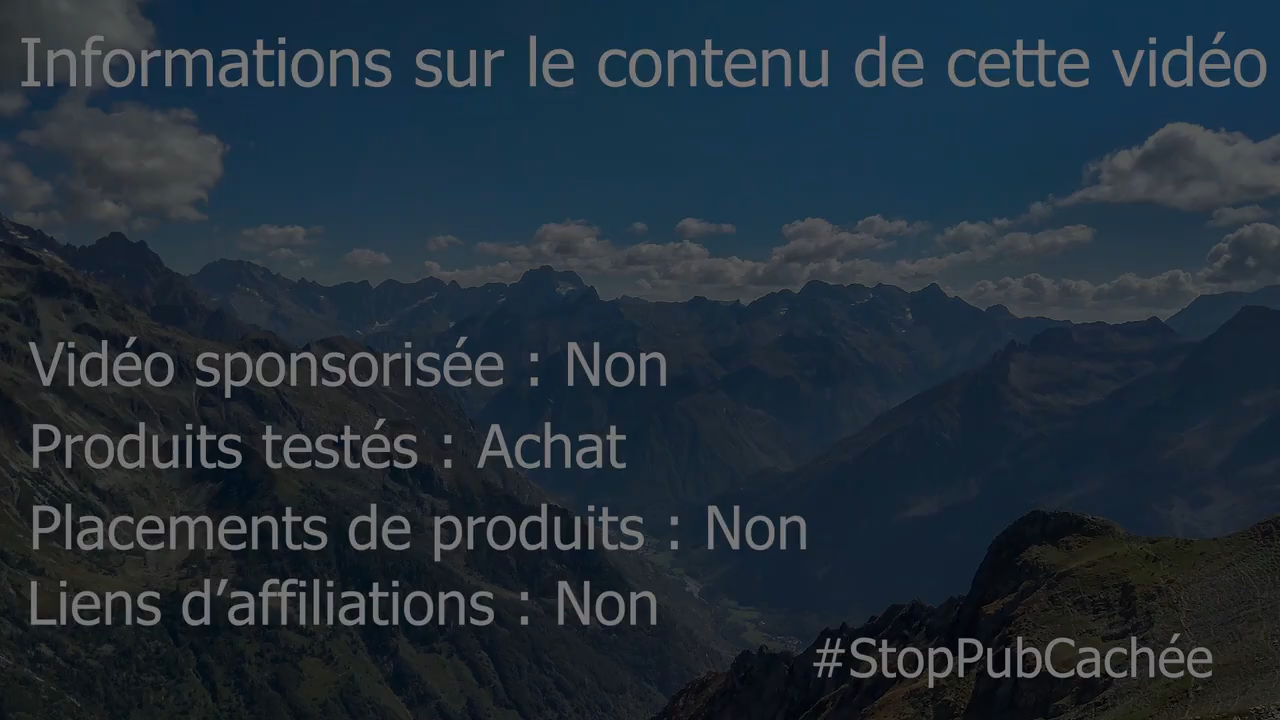 Informations sur le contenu de cette vidéo
Vidéo sponsorisée : Non
Produits testés : Achat
Placements de produits : Non
Liens d’affiliations : Non
#StopPubCachée